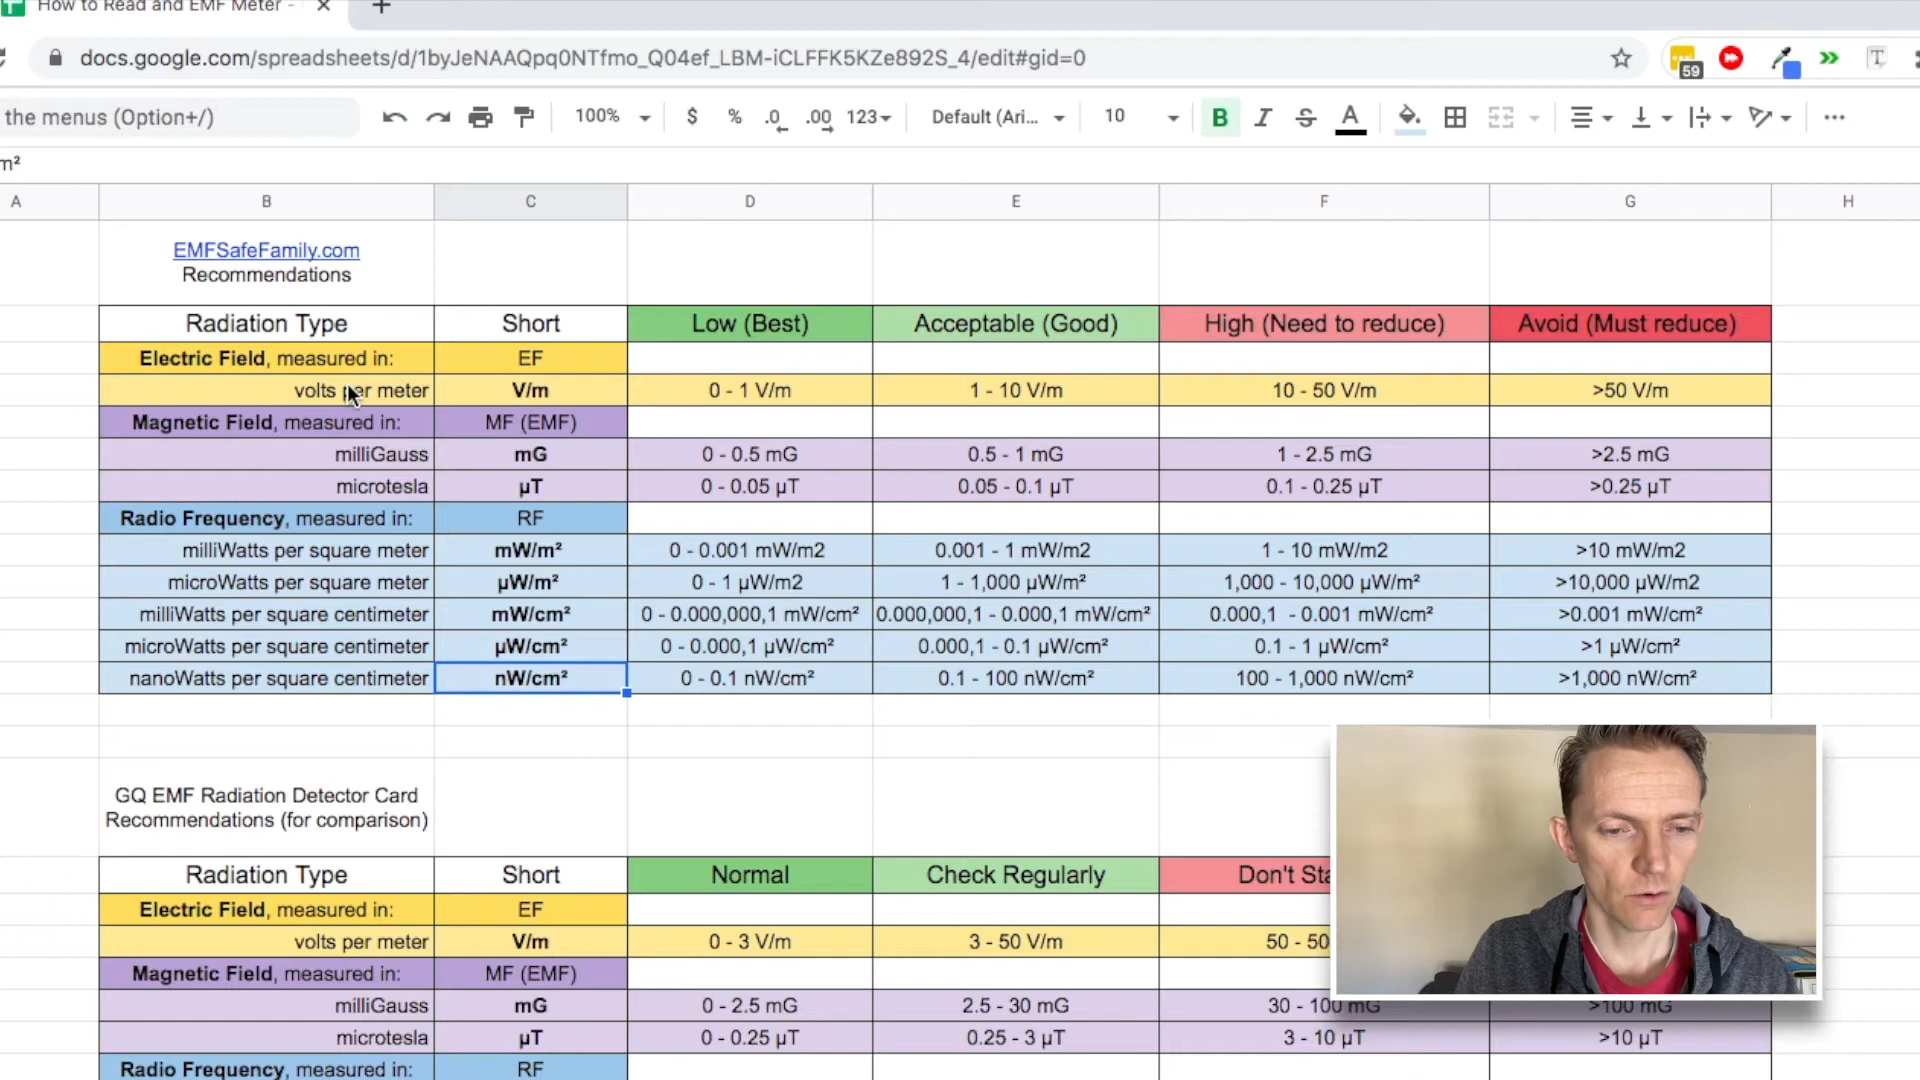 How to Read and EMF Meter -
docs.google.com/spreadsheets/d/1byJeNAAQpq0NTfmo_Q04ef_LBM-iCLFFK5KZe892S_4/edit#gid=0
59
T
the menus (Option+/)
100%
$
%
.0
.00
123
Default (Ari...
10
B
I
S
A
m²
A B C D E F G H
EMFSafeFamily.com
Recommendations
Radiation Type Short Low (Best) Acceptable (Good) High (Need to reduce) Avoid (Must reduce)
Electric Field, measured in: EF
volts per meter V/m 0 - 1 V/m 1 - 10 V/m 10 - 50 V/m >50 V/m
Magnetic Field, measured in: MF (EMF)
milliGauss mG 0 - 0.5 mG 0.5 - 1 mG 1 - 2.5 mG >2.5 mG
microtesla µT 0 - 0.05 µT 0.05 - 0.1 µT 0.1 - 0.25 µT >0.25 µT
Radio Frequency, measured in: RF
milliWatts per square meter mW/m² 0 - 0.001 mW/m2 0.001 - 1 mW/m2 1 - 10 mW/m2 >10 mW/m2
microWatts per square meter µW/m² 0 - 1 µW/m2 1 - 1,000 µW/m² 1,000 - 10,000 µW/m² >10,000 µW/m2
milliWatts per square centimeter mW/cm² 0 - 0.000,000,1 mW/cm² 0.000,000,1 - 0.000,1 mW/cm² 0.000,1 - 0.001 mW/cm² >0.001 mW/cm²
microWatts per square centimeter µW/cm² 0 - 0.000,1 µW/cm² 0.000,1 - 0.1 µW/cm² 0.1 - 1 µW/cm² >1 µW/cm²
nanoWatts per square centimeter nW/cm² 0 - 0.1 nW/cm² 0.1 - 100 nW/cm² 100 - 1,000 nW/cm² >1,000 nW/cm²
GQ EMF Radiation Detector Card
Recommendations (for comparison)
Radiation Type Short Normal Check Regularly Don't Sta
Electric Field, measured in: EF
volts per meter V/m 0 - 3 V/m 3 - 50 V/m 50 - 50
Magnetic Field, measured in: MF (EMF)
milliGauss mG 0 - 2.5 mG 2.5 - 30 mG 30 - 100 mG >100 mG
microtesla µT 0 - 0.25 µT 0.25 - 3 µT 3 - 10 µT >10 µT
Radio Frequency, measured in: RF